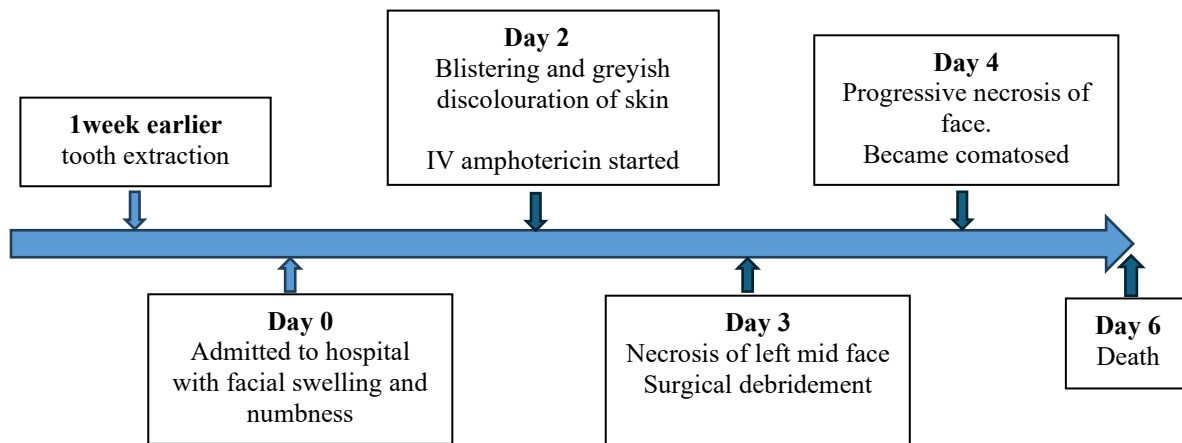 1week earlier
tooth extraction
Day 0
Admitted to hospital
with facial swelling and
numbness
Day 2
Blistering and greyish
discolouration of skin
IV amphotericin started
Day 3
Necrosis of left mid face
Surgical debridement
Day 4
Progressive necrosis of
face.
Became comatosed
Day 6
Death